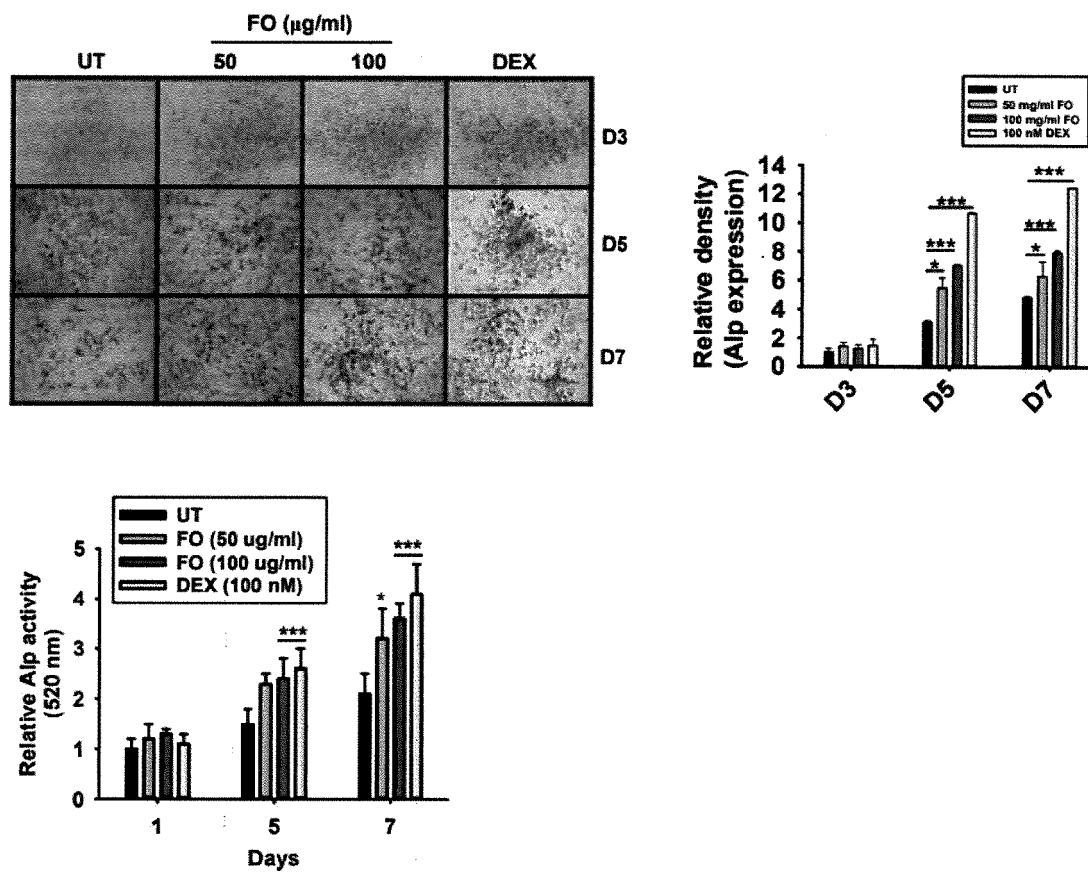 FO (µg/ml)
UT 50 100 DEX
D3
D5
D7
UT
50 mg/ml FO
100 mg/ml FO
100 nM DEX
Relative density
(Alp expression)
14
12
10
8
6
4
2
0
***
***
*
***
***
*
D3 D5 D7
UT
FO (50 ug/ml)
FO (100 ug/ml)
DEX (100 nM)
Relative Alp activity
(520 nm)
5
4
3
2
1
0
***
*
***
1 5 7
Days